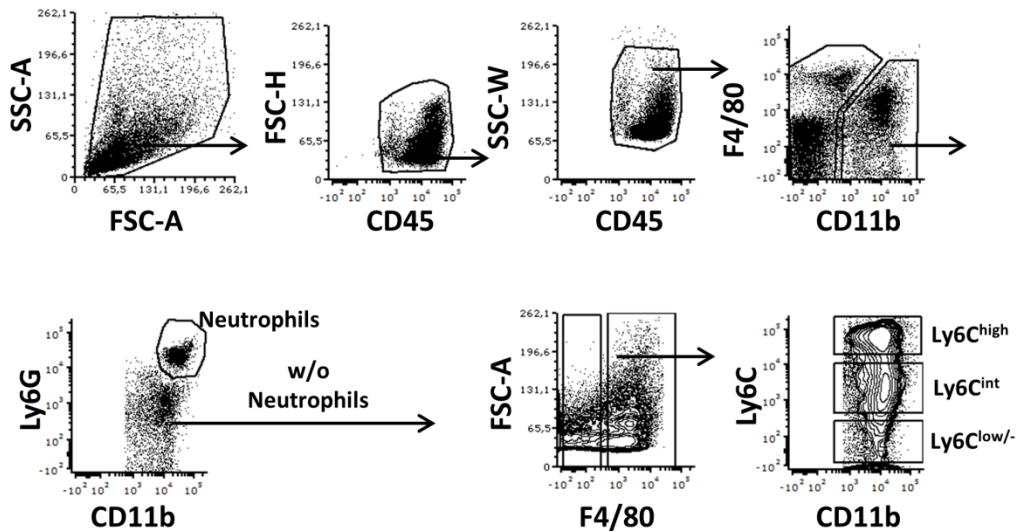 SSC-A
262,1
196,6
131,1
65,5
0
0 65,5 131,1 196,6 262,1
FSC-A
FSC-H
262,1
196,6
131,1
65,5
0
-10² 10² 10³ 10⁴ 10⁵
CD45
SSC-W
262,1
196,6
131,1
65,5
0
-10² 10² 10³ 10⁴ 10⁵
CD45
F4/80
10⁵
10⁴
10³
10²
-10²
-10² 10² 10³ 10⁴ 10⁵
CD11b
Ly6G
10⁵
10⁴
10³
10²
-10²
-10² 10² 10³ 10⁴ 10⁵
CD11b
Neutrophils
w/o
Neutrophils
FSC-A
262,1
196,6
131,1
65,5
0
-10² 10² 10³ 10⁴ 10⁵
F4/80
Ly6C
10⁵
10⁴
10³
10²
-10²
-10² 10² 10³ 10⁴ 10⁵
CD11b
Ly6Cʰⁱᵍʰ
Ly6Cⁱⁿᵗ
Ly6Cˡᵒʷ/⁻